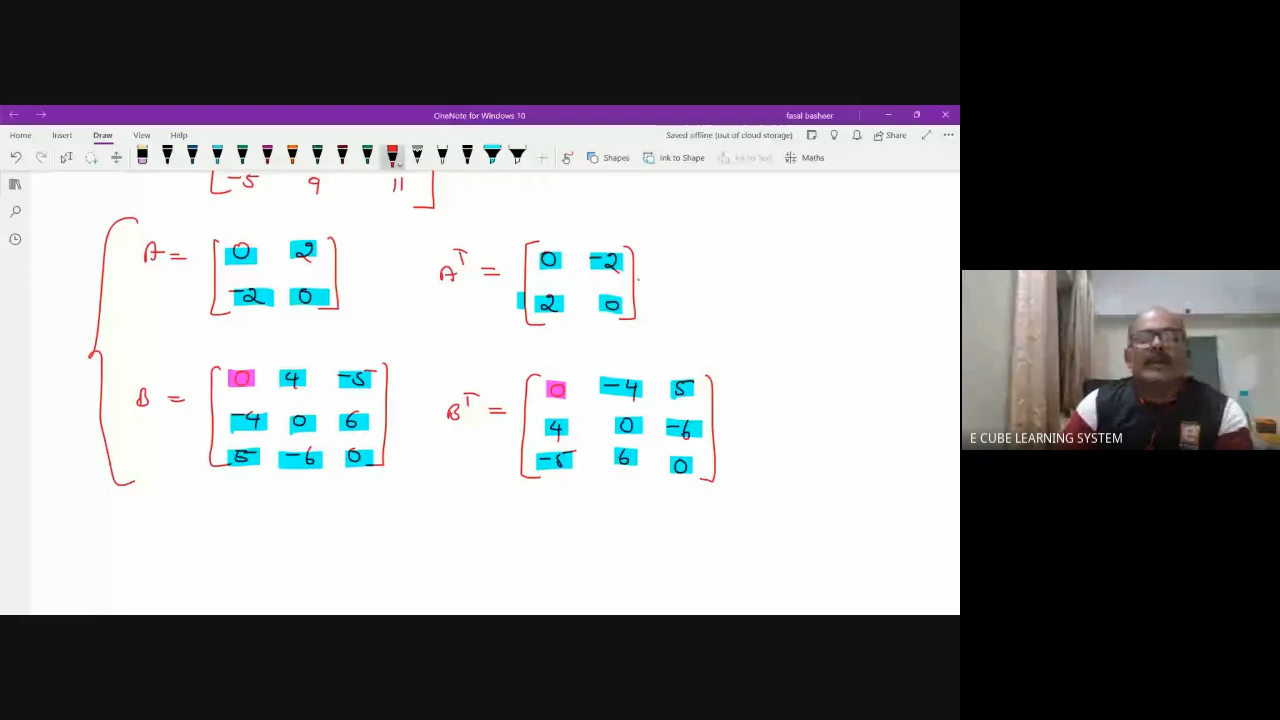 OneNote for Windows 10
fasal basheer
Home Insert Draw View Help
Saved offline (out of cloud storage)
Share
Shapes
Ink to Shape
Ink to Text
Maths
-5 9 11
A = [ 0 2
-2 0 ]
A^T = [ 0 -2
2 0 ]
B = [ 0 4 -5
-4 0 6
5 -6 0 ]
B^T = [ 0 -4 5
4 0 -6
-5 6 0 ]
E CUBE LEARNING SYSTEM